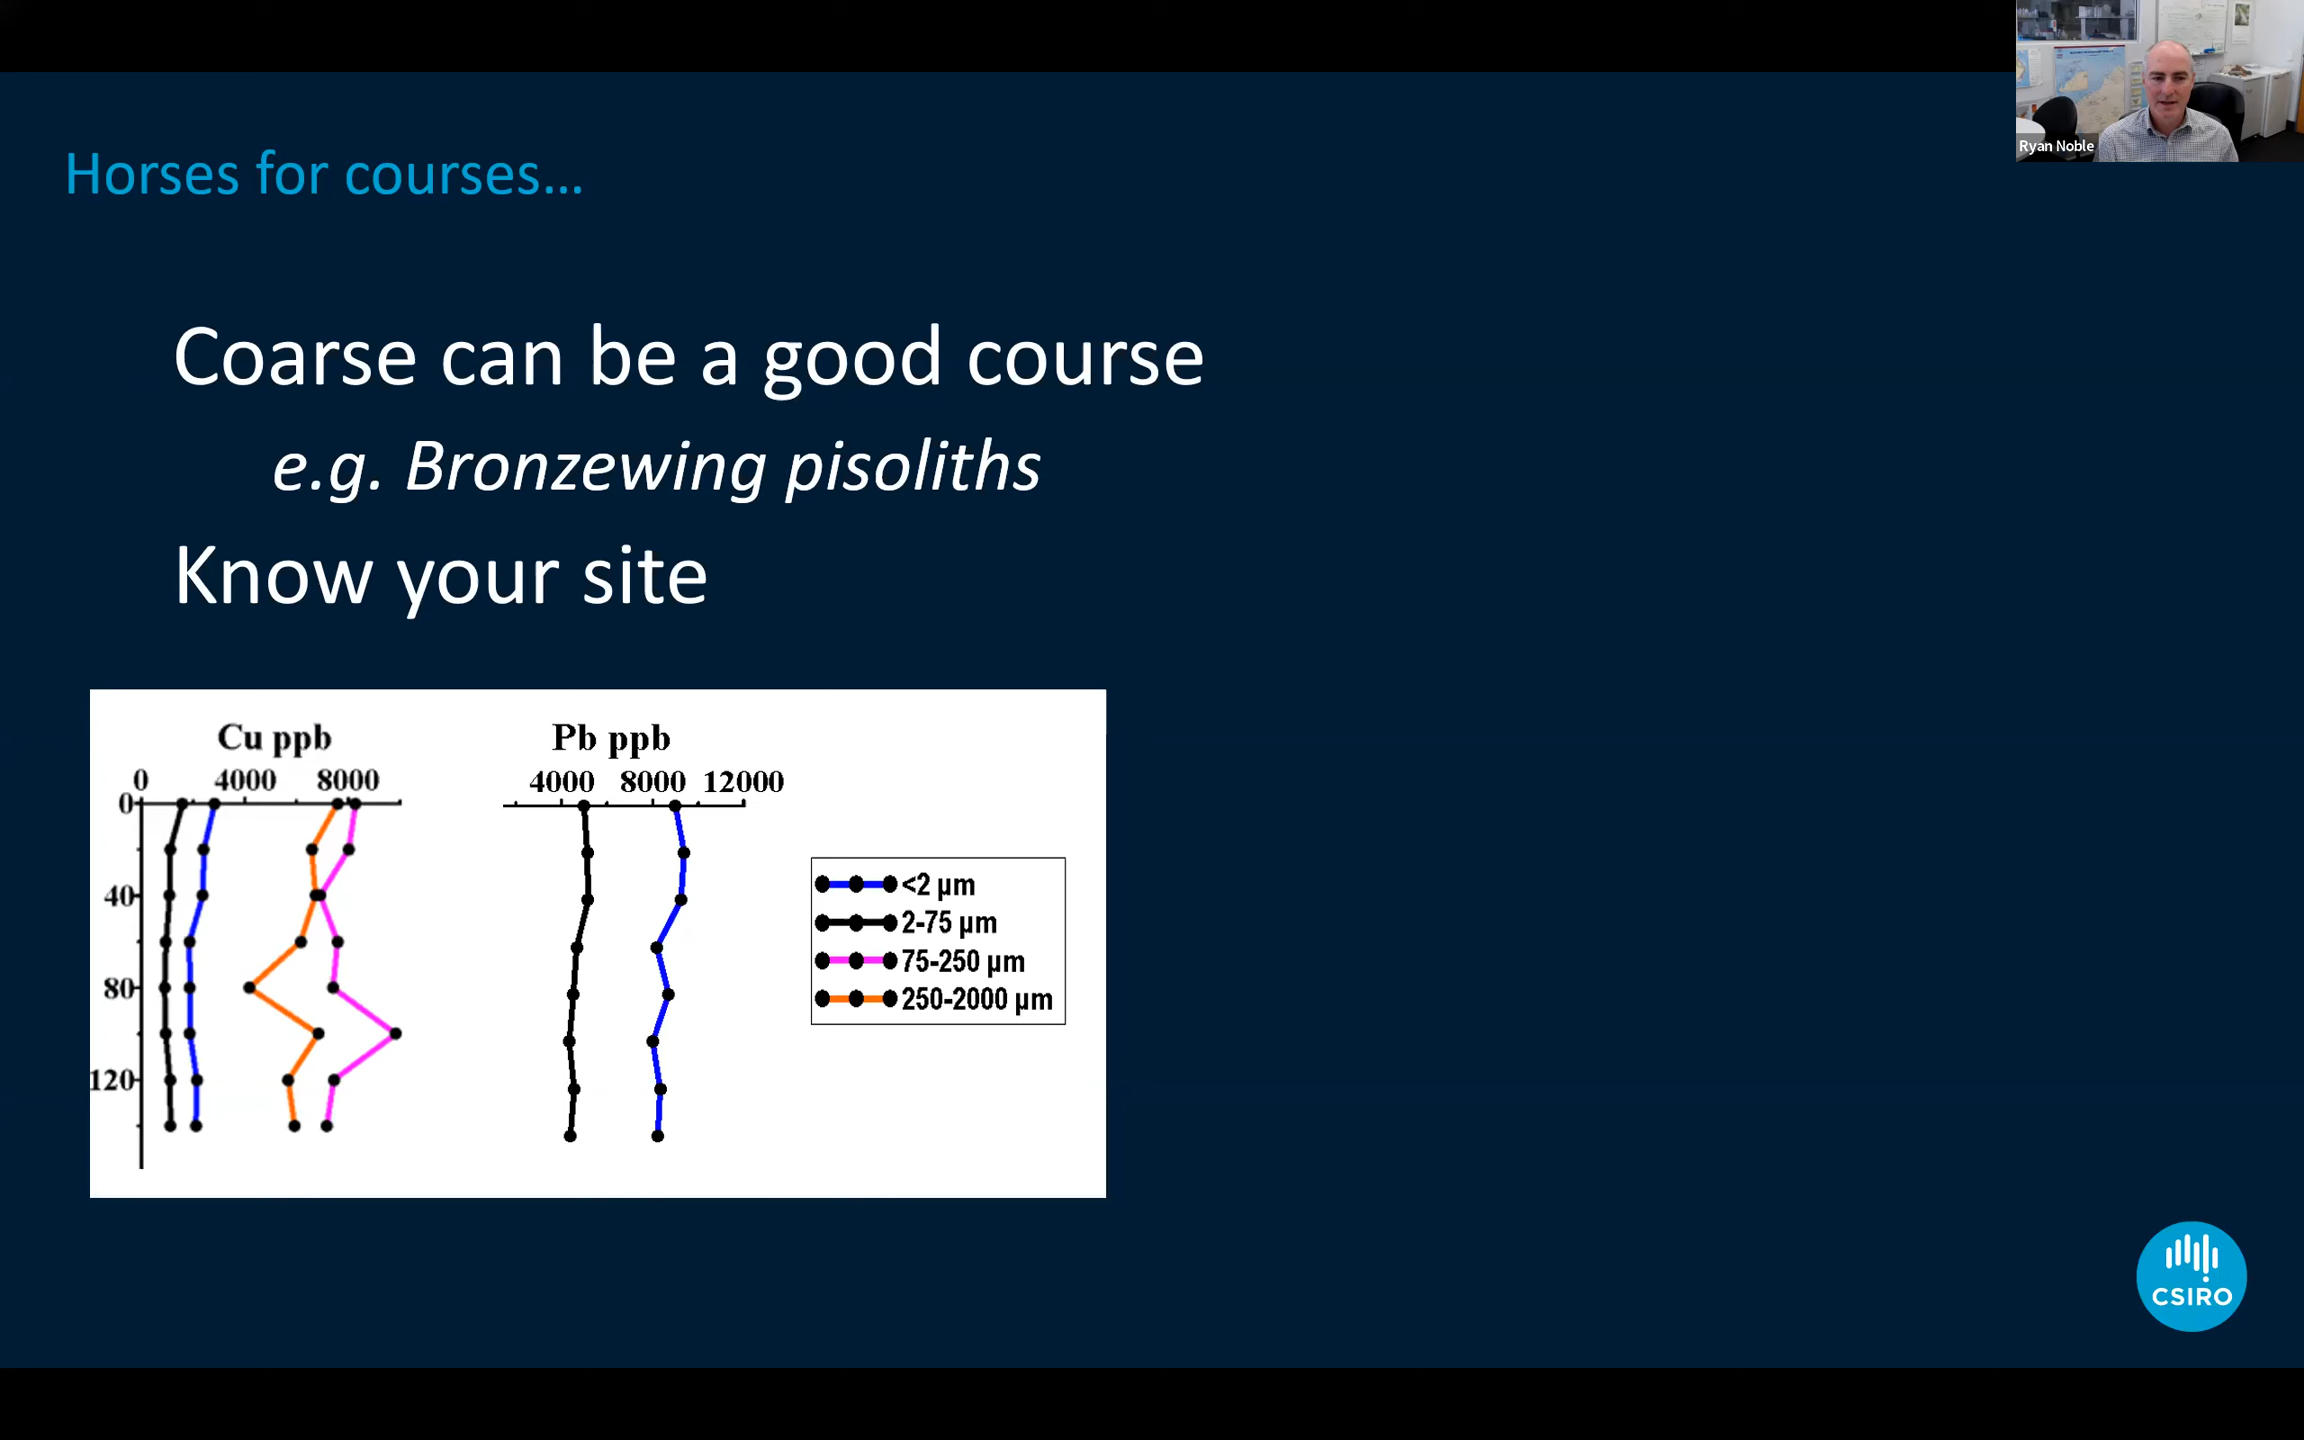 Ryan Noble
Horses for courses...
Coarse can be a good course
e.g. Bronzewing pisoliths
Know your site
Cu ppb
0 4000 8000
0
40
80
120
Pb ppb
4000 8000 12000
<2 µm
2-75 µm
75-250 µm
250-2000 µm
CSIRO